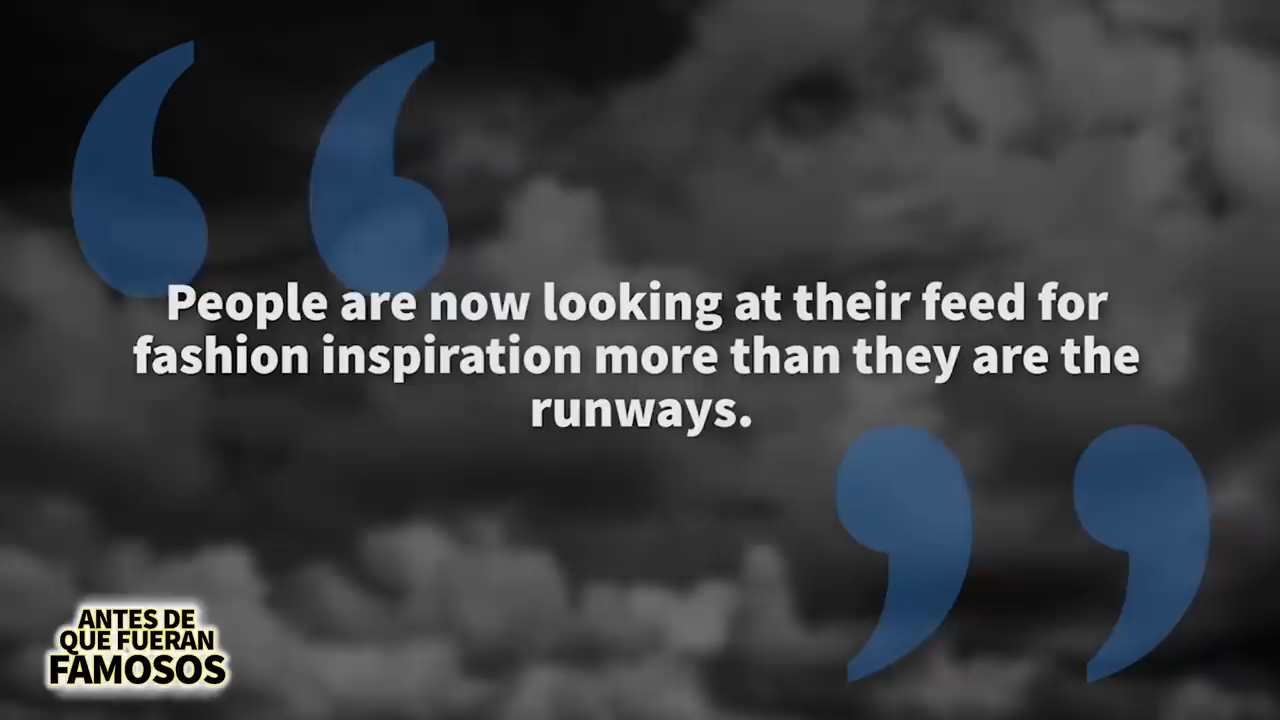 People are now looking at their feed for
fashion inspiration more than they are the
runways.
ANTES DE
QUE FUERAN
FAMOSOS